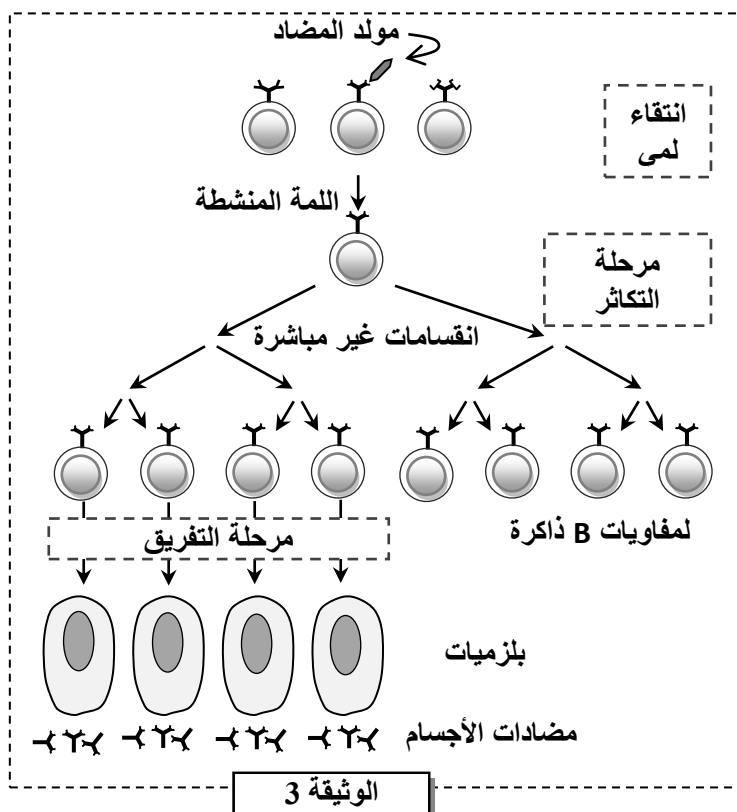 مولد المضاد
انتقاء
لمى
اللمة المنشطة
مرحلة
التكاثر
انقسامات غير مباشرة
لمفاويات B ذاكرة
مرحلة التفريق
بلزميات
مضادات الأجسام
الوثيقة 3